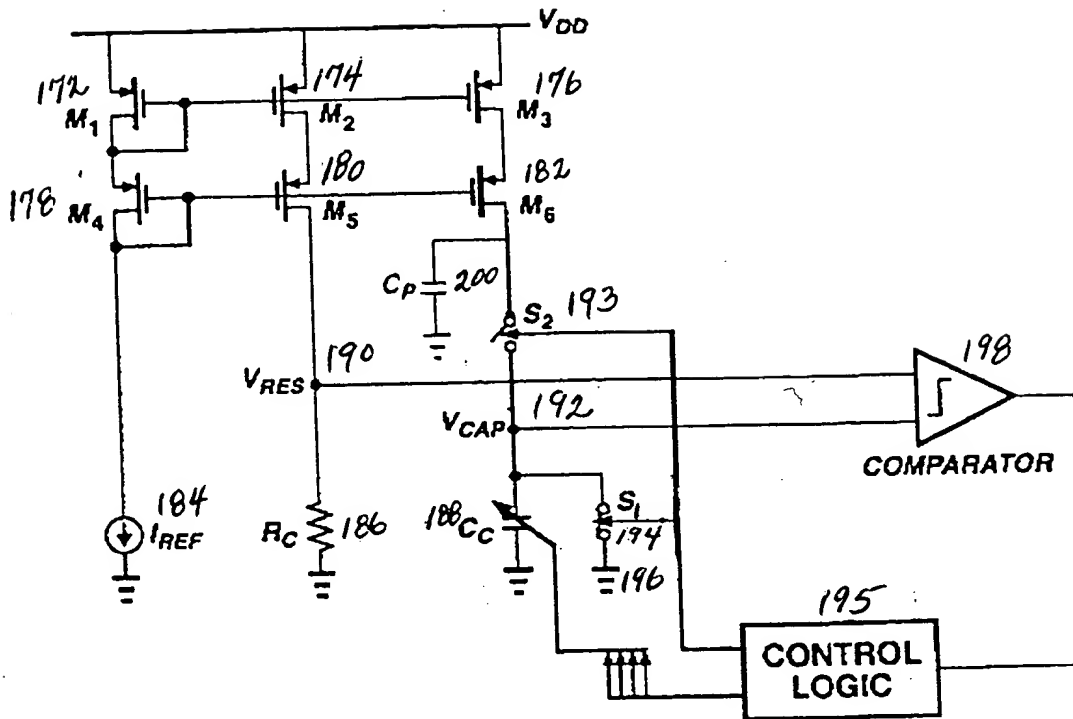 V_DD
172
174
176
M_1
M_2
M_3
178
180
182
M_4
M_5
M_6
C_P
200
S_2
193
190
V_RES
198
192
V_CAP
COMPARATOR
184
I_REF
R_C
186
188
C_C
S_1
194
196
195
CONTROL
LOGIC